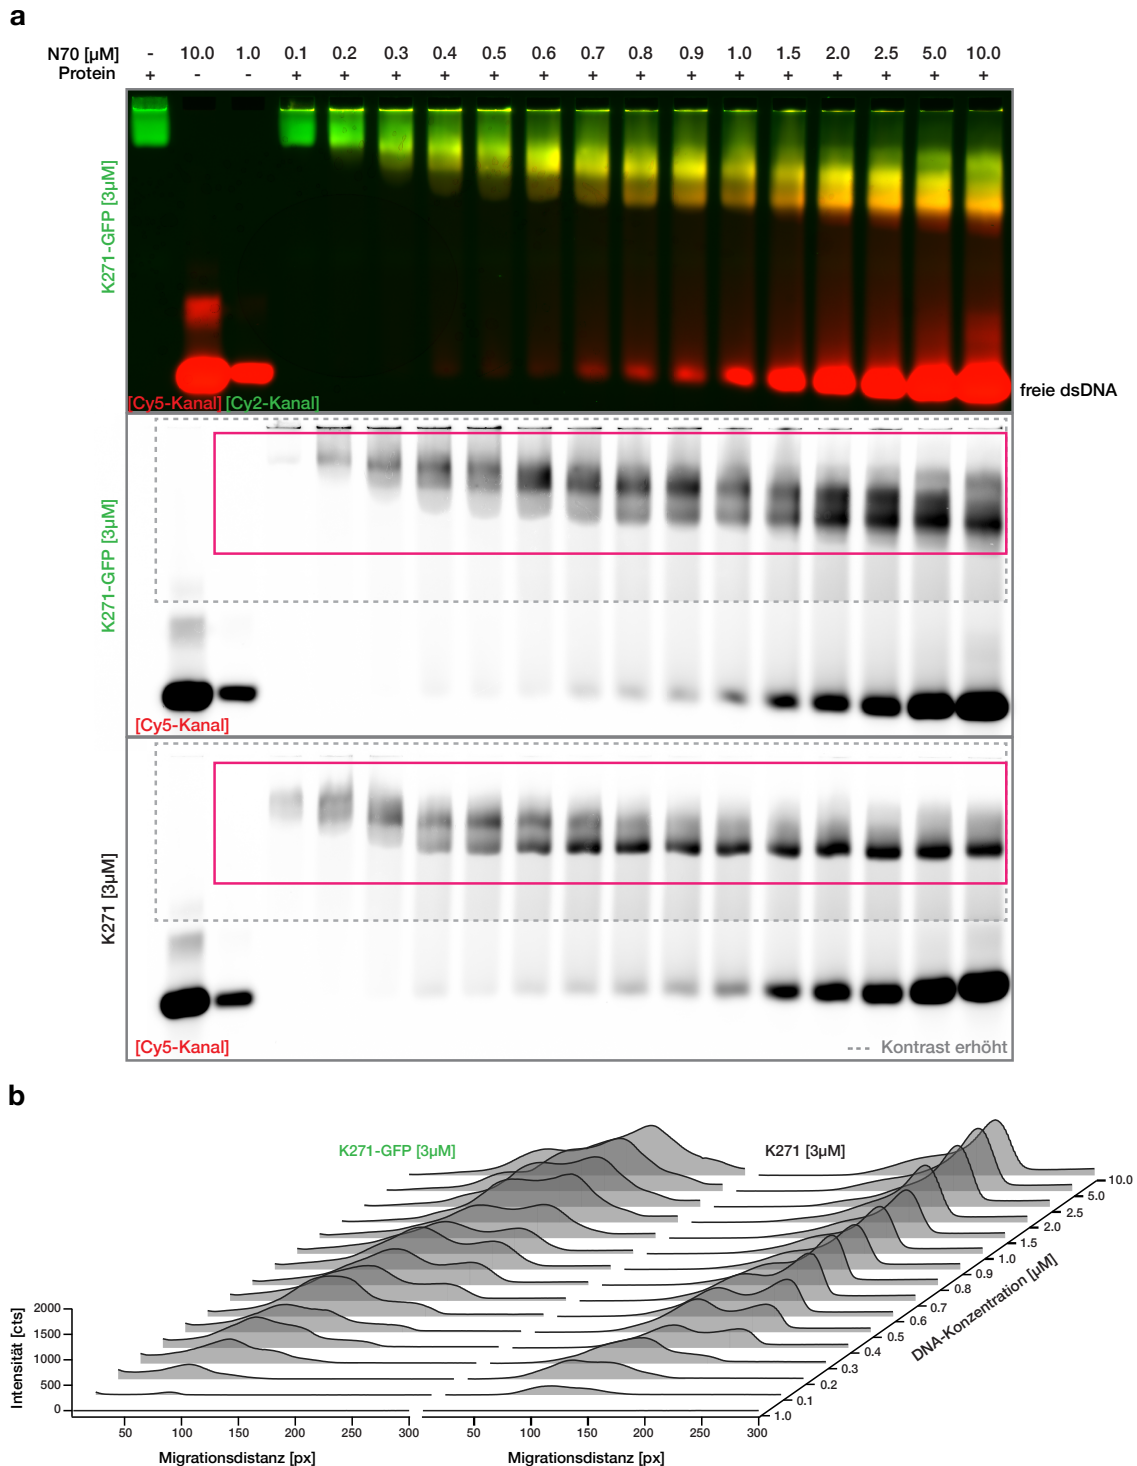 a
N70 [µM] - 10.0 1.0 0.1 0.2 0.3 0.4 0.5 0.6 0.7 0.8 0.9 1.0 1.5 2.0 2.5 5.0 10.0
Protein + - - + + + + + + + + + + + + + + +
K271-GFP [3µM]
[Cy5-Kanal] [Cy2-Kanal]
freie dsDNA
K271-GFP [3µM]
[Cy5-Kanal]
K271 [3µM]
[Cy5-Kanal]
Kontrast erhöht
b
K271-GFP [3µM]
K271 [3µM]
Intensität [cts]
2000
1500
1000
500
0
50 100 150 200 250 300
50 100 150 200 250 300
Migrationsdistanz [px]
Migrationsdistanz [px]
10.0
5.0
2.5
2.0
1.5
1.0
0.9
0.8
0.7
0.6
0.5
0.4
0.3
0.2
0.1
1.0
DNA-Konzentration [µM]